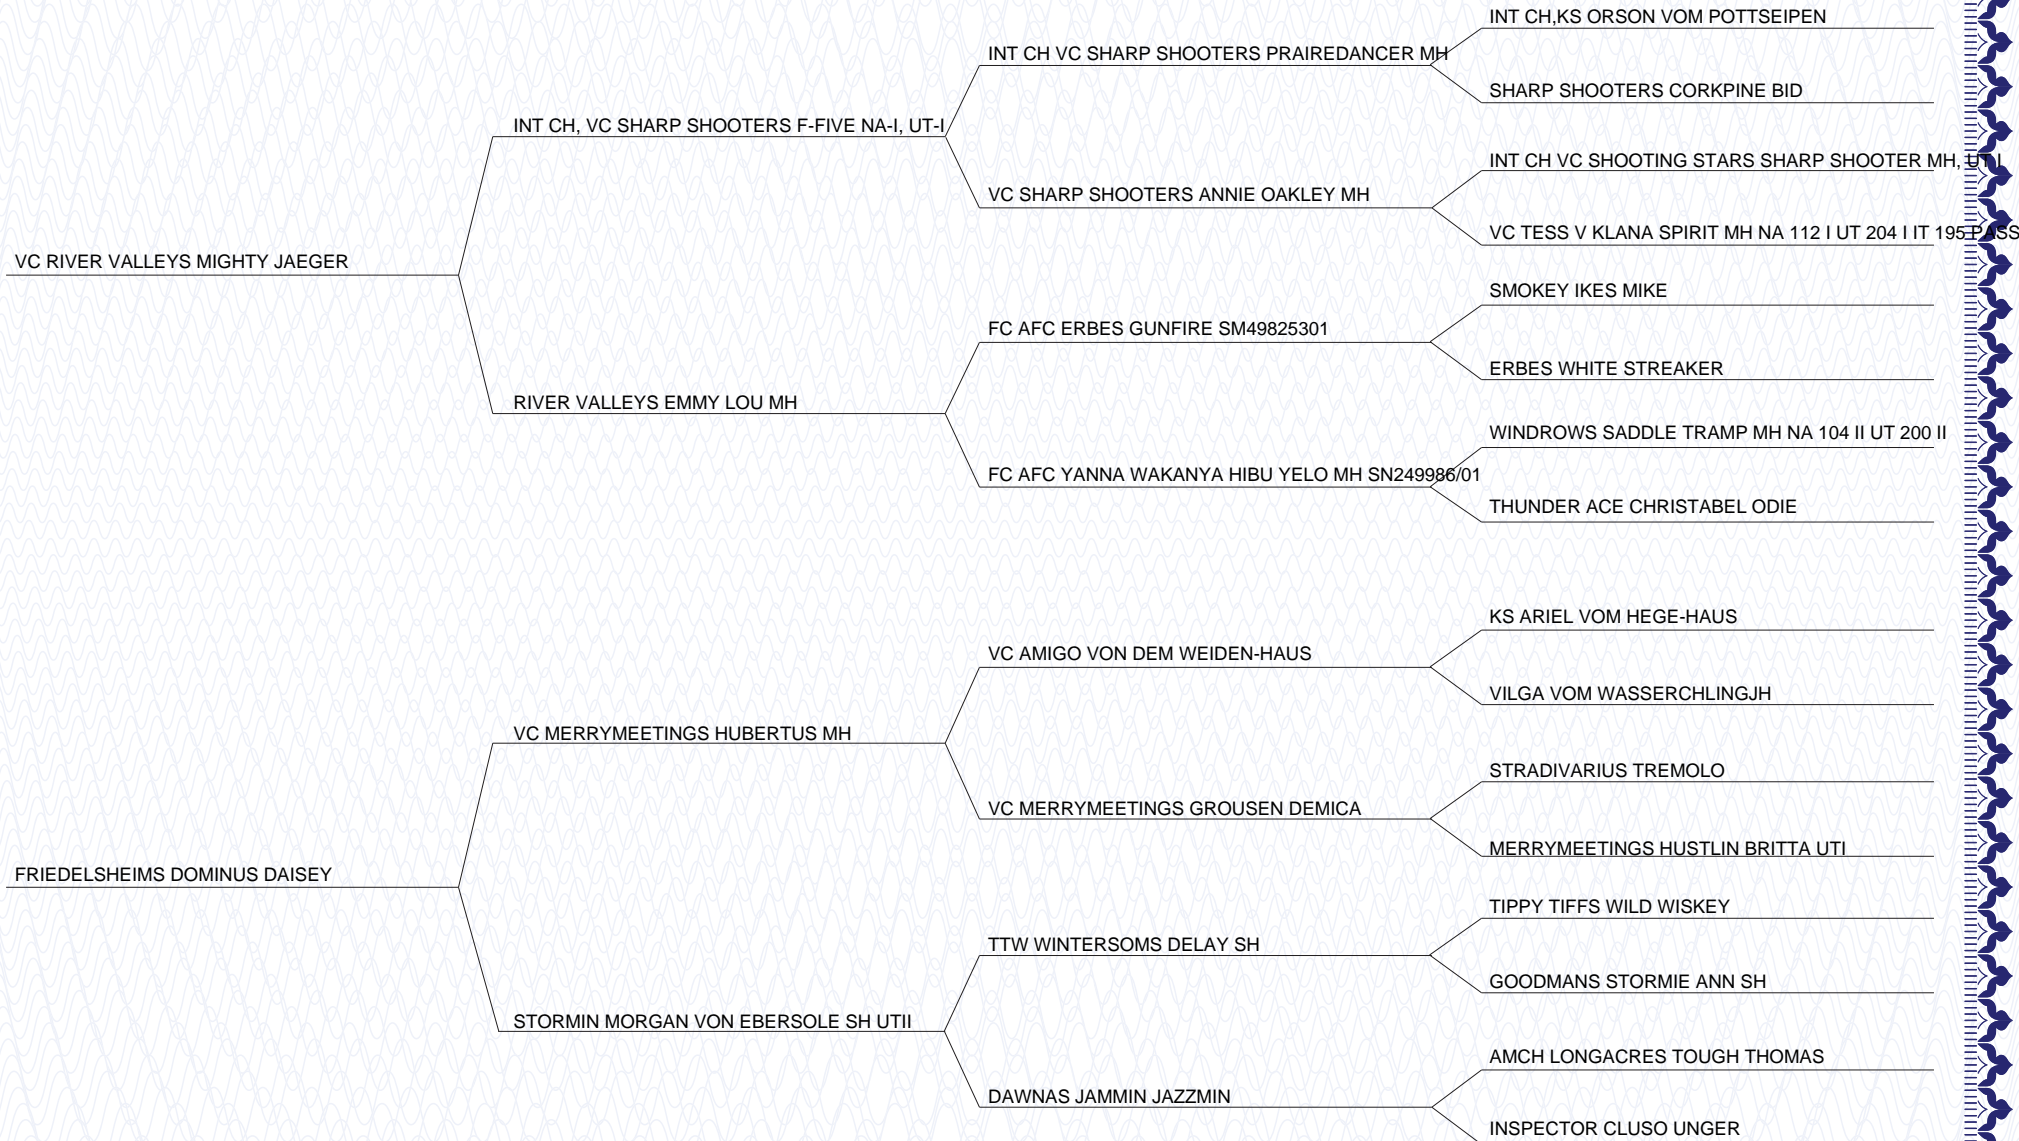 INT CH,KS ORSON VOM POTTSEIPEN
INT CH VC SHARP SHOOTERS PRAIREDANCER MH
SHARP SHOOTERS CORKPINE BID
INT CH, VC SHARP SHOOTERS F-FIVE NA-I, UT-I
INT CH VC SHOOTING STARS SHARP SHOOTER MH, UT I
VC SHARP SHOOTERS ANNIE OAKLEY MH
VC TESS V KLANA SPIRIT MH NA 112 I UT 204 I IT 195 PASS
VC RIVER VALLEYS MIGHTY JAEGER
SMOKEY IKES MIKE
FC AFC ERBES GUNFIRE SM49825301
ERBES WHITE STREAKER
RIVER VALLEYS EMMY LOU MH
WINDROWS SADDLE TRAMP MH NA 104 II UT 200 II
FC AFC YANNA WAKANYA HIBU YELO MH SN249986/01
THUNDER ACE CHRISTABEL ODIE
KS ARIEL VOM HEGE-HAUS
VC AMIGO VON DEM WEIDEN-HAUS
VILGA VOM WASSERCHLINGJH
VC MERRYMEETINGS HUBERTUS MH
STRADIVARIUS TREMOLO
VC MERRYMEETINGS GROUSEN DEMICA
MERRYMEETINGS HUSTLIN BRITTA UTI
FRIEDELSHEIMS DOMINUS DAISEY
TIPPY TIFFS WILD WISKEY
TTW WINTERSOMS DELAY SH
GOODMANS STORMIE ANN SH
STORMIN MORGAN VON EBERSOLE SH UTII
AMCH LONGACRES TOUGH THOMAS
DAWNAS JAMMIN JAZZMIN
INSPECTOR CLUSO UNGER